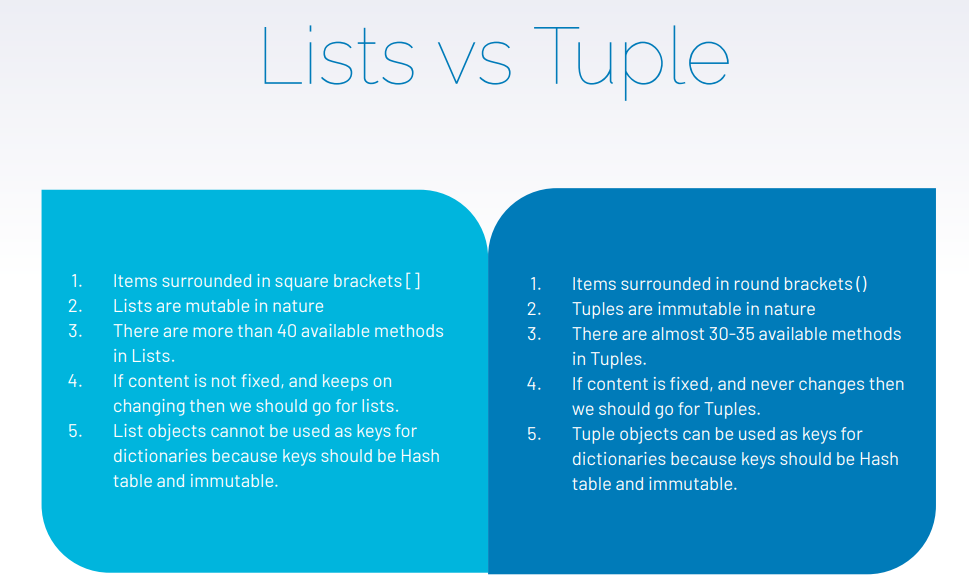 Lists vs Tuple
1. Items surrounded in square brackets [ ]
2. Lists are mutable in nature
3. There are more than 40 available methods
in Lists.
4. If content is not fixed, and keeps on
changing then we should go for lists.
5. List objects cannot be used as keys for
dictionaries because keys should be Hash
table and immutable.
1. Items surrounded in round brackets ()
2. Tuples are immutable in nature
3. There are almost 30-35 available methods
in Tuples.
4. If content is fixed, and never changes then
we should go for Tuples.
5. Tuple objects can be used as keys for
dictionaries because keys should be Hash
table and immutable.